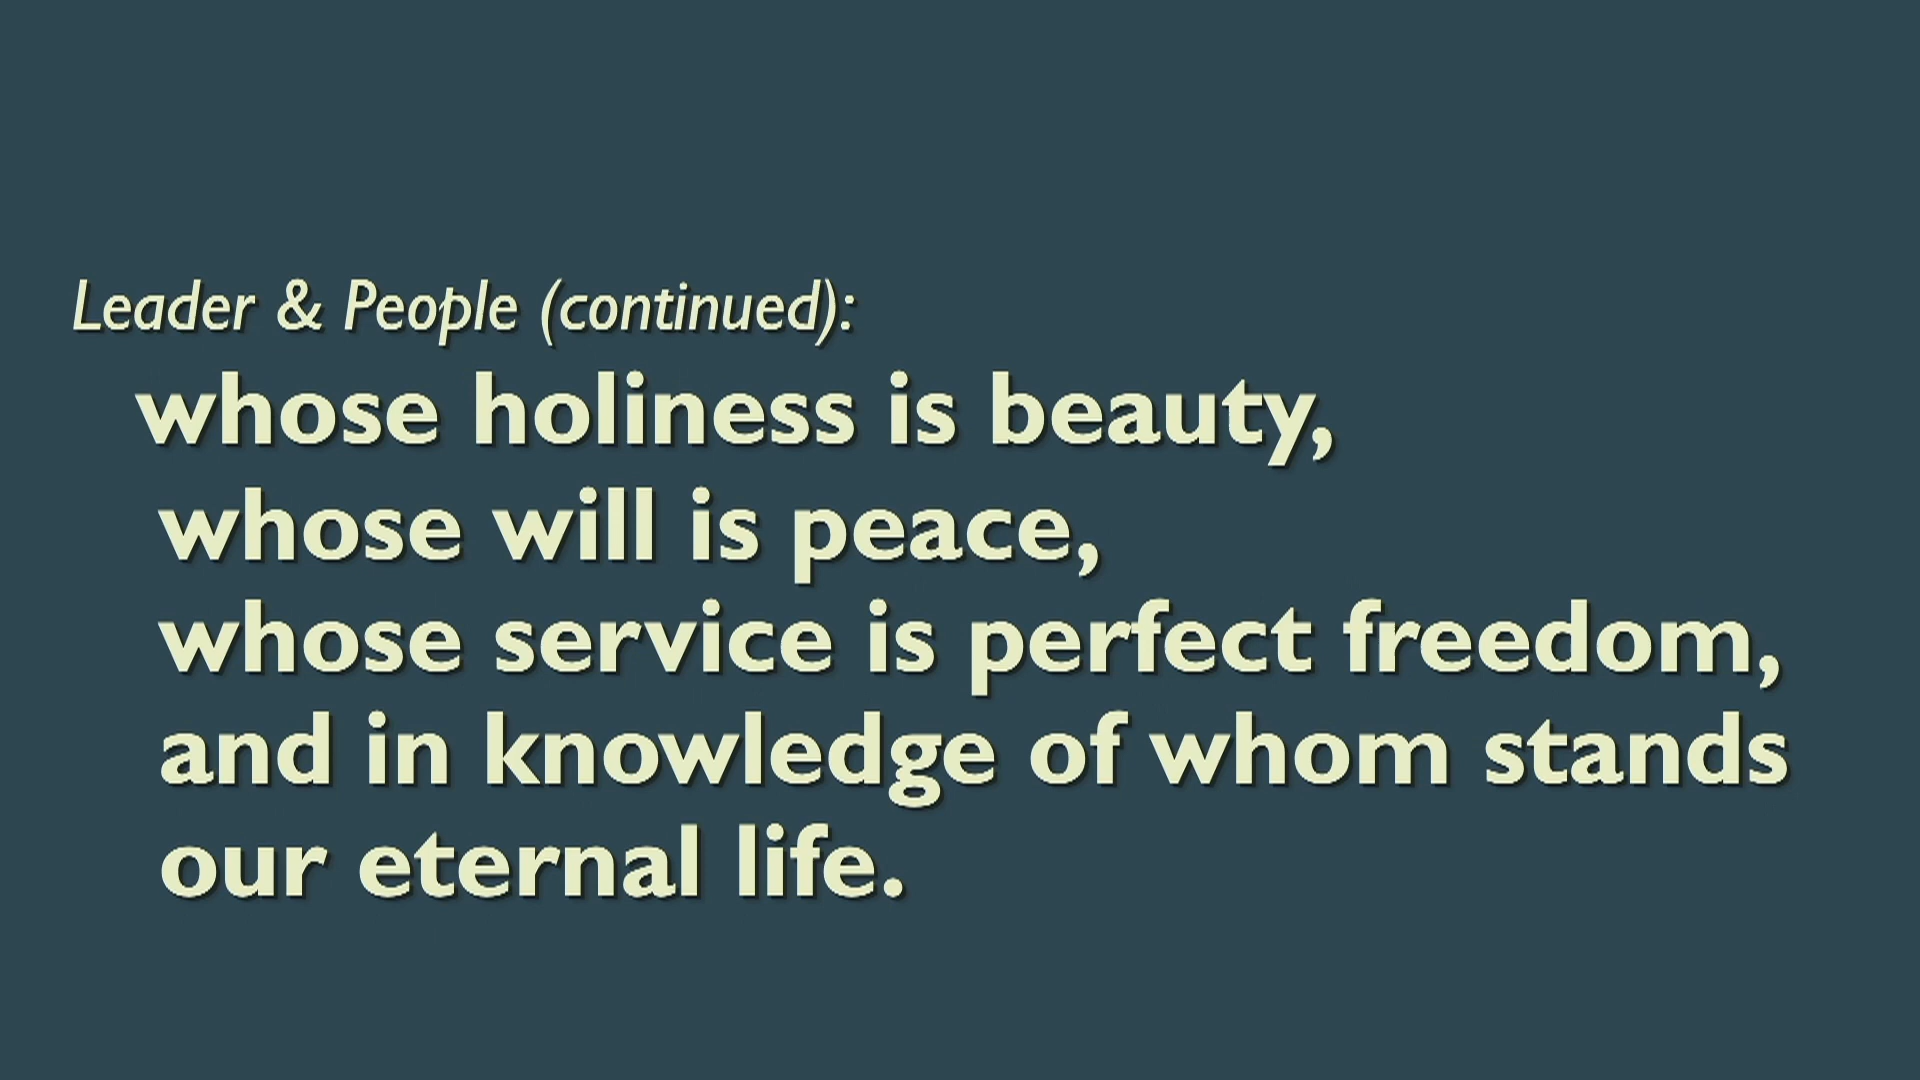 Leader & People (continued):
whose holiness is beauty,
whose will is peace,
whose service is perfect freedom,
and in knowledge of whom stands
our eternal life.